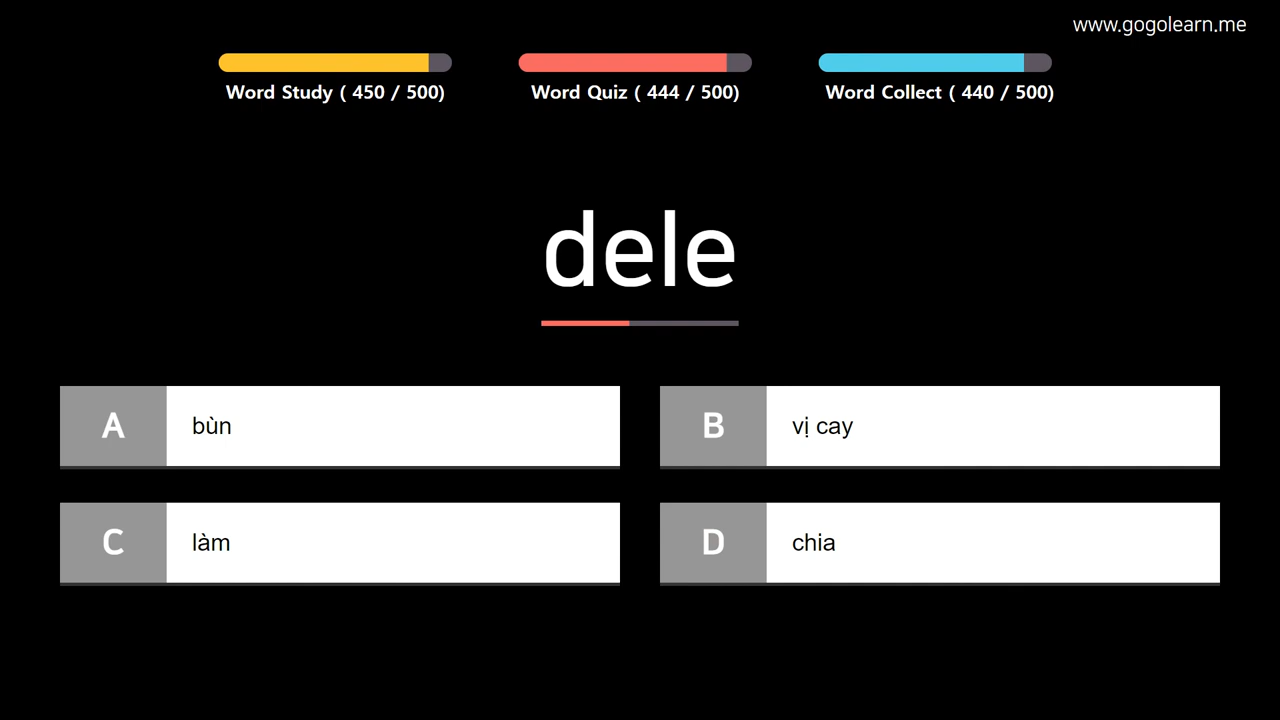 www.gogolearn.me
Word Study ( 450 / 500)
Word Quiz ( 444 / 500)
Word Collect ( 440 / 500)
dele
A bùn
B vị cay
C làm
D chia